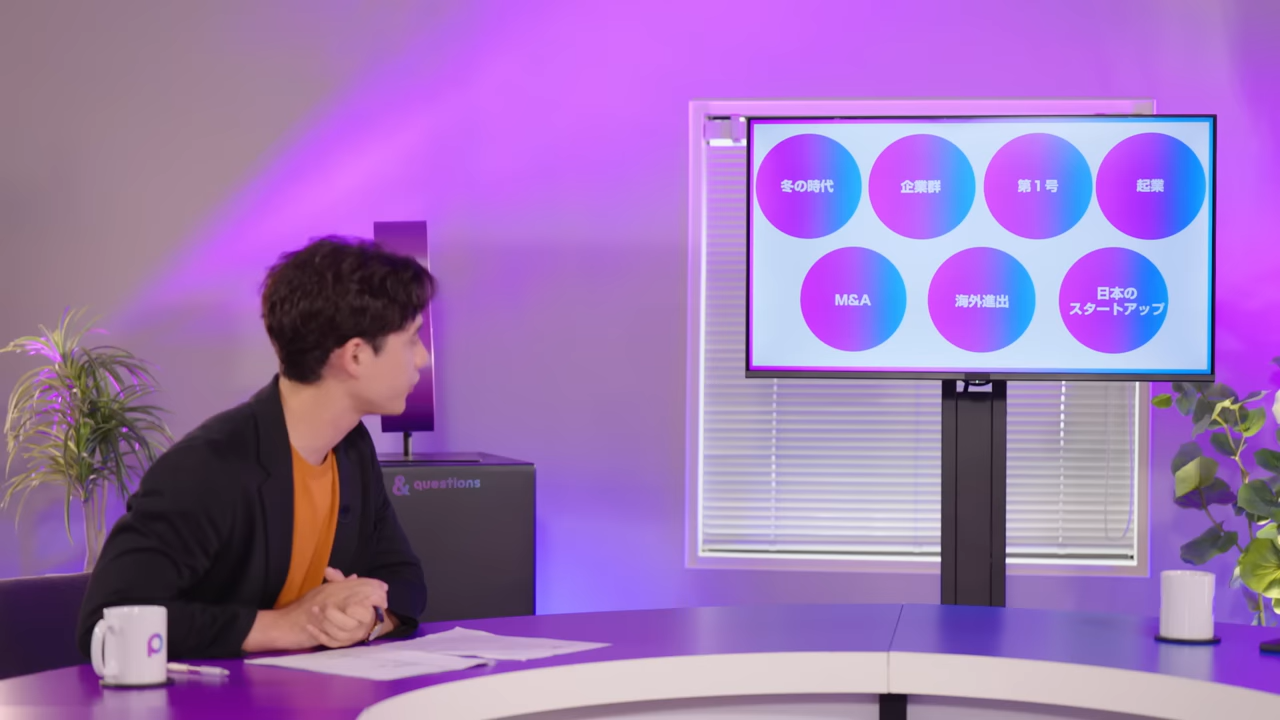 冬の時代
企業群
第1号
起業
M&A
海外進出
日本の
スタートアップ
& questions